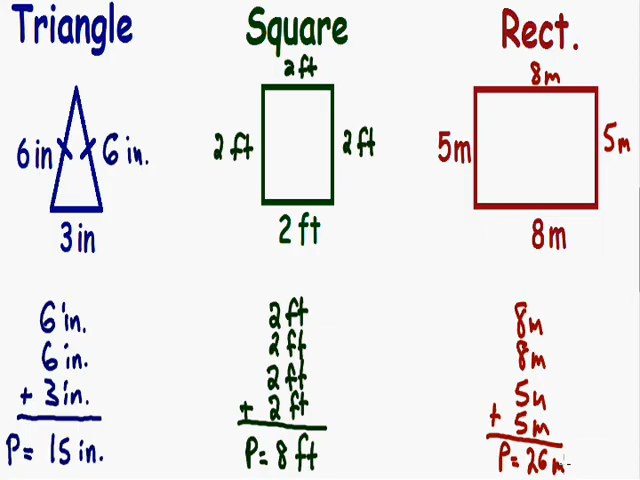 Triangle
6 in
6 in.
3 in
6 in.
6 in.
+ 3 in.
P = 15 in.
Square
2 ft
2 ft
2 ft
2 ft
2 ft
2 ft
2 ft
+ 2 ft
P = 8 ft
Rect.
8m
5m
5m
8m
8m
8m
5m
+ 5m
P = 26 m